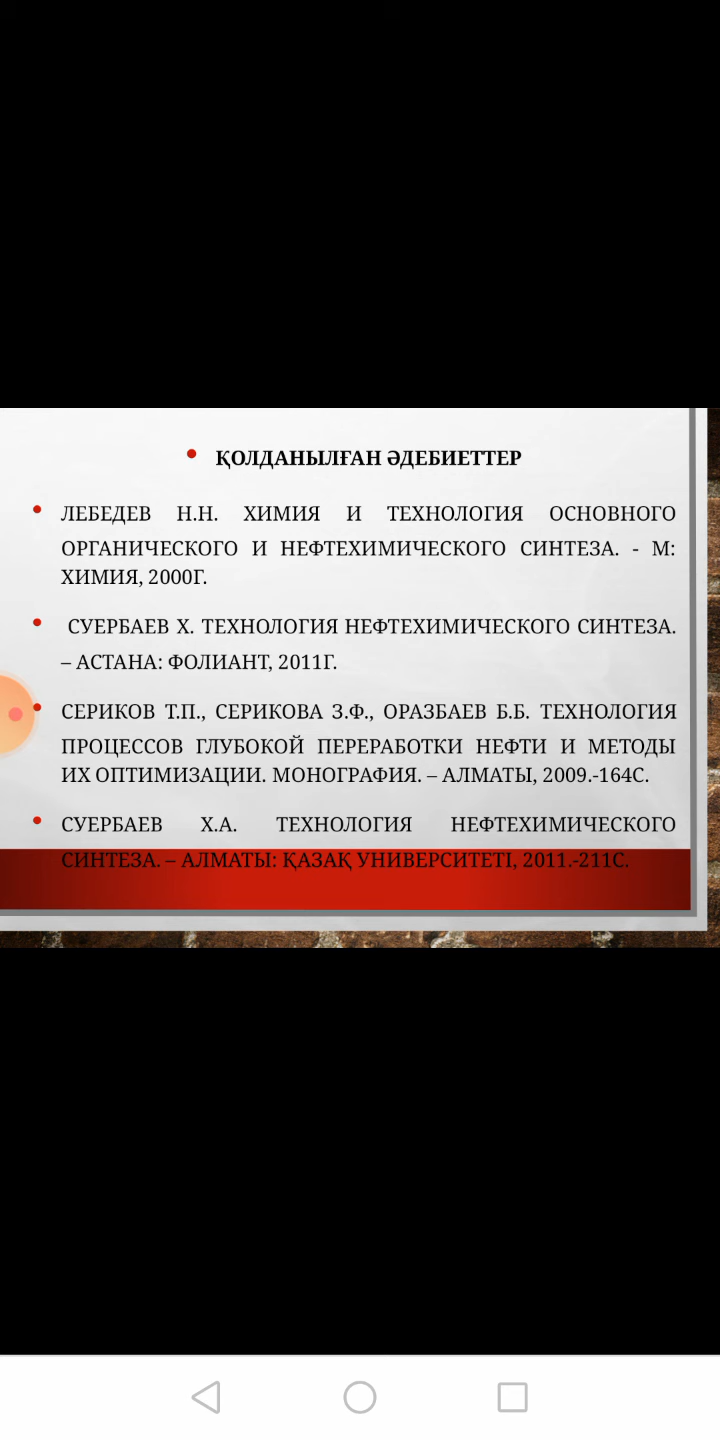 ҚОЛДАНЫЛҒАН ӘДЕБИЕТТЕР
ЛЕБЕДЕВ Н.Н. ХИМИЯ И ТЕХНОЛОГИЯ ОСНОВНОГО
ОРГАНИЧЕСКОГО И НЕФТЕХИМИЧЕСКОГО СИНТЕЗА. - М:
ХИМИЯ, 2000Г.
СУЕРБАЕВ Х. ТЕХНОЛОГИЯ НЕФТЕХИМИЧЕСКОГО СИНТЕЗА.
– АСТАНА: ФОЛИАНТ, 2011Г.
СЕРИКОВ Т.П., СЕРИКОВА З.Ф., ОРАЗБАЕВ Б.Б. ТЕХНОЛОГИЯ
ПРОЦЕССОВ ГЛУБОКОЙ ПЕРЕРАБОТКИ НЕФТИ И МЕТОДЫ
ИХ ОПТИМИЗАЦИИ. МОНОГРАФИЯ. – АЛМАТЫ, 2009.-164С.
СУЕРБАЕВ Х.А. ТЕХНОЛОГИЯ НЕФТЕХИМИЧЕСКОГО
СИНТЕЗА. – АЛМАТЫ: ҚАЗАҚ УНИВЕРСИТЕТІ, 2011.-211С.